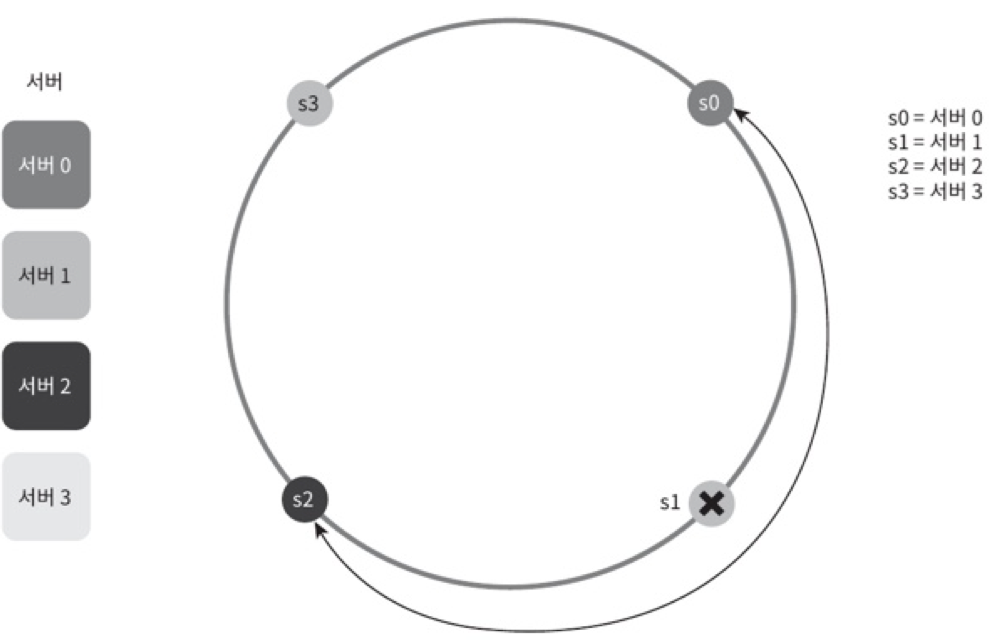 서버
서버 0
서버 1
서버 2
서버 3
s3
s0
s2
s1
s0 = 서버 0
s1 = 서버 1
s2 = 서버 2
s3 = 서버 3